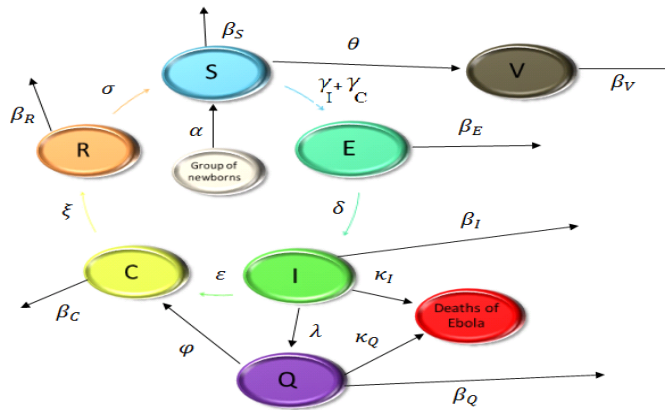 β_S
S
θ
V
β_V
σ
γ_I + γ_C
β_R
R
α
Group of
newborns
E
β_E
ξ
δ
β_I
C
ε
I
κ_I
β_C
λ
Deaths of
Ebola
φ
κ_Q
Q
β_Q